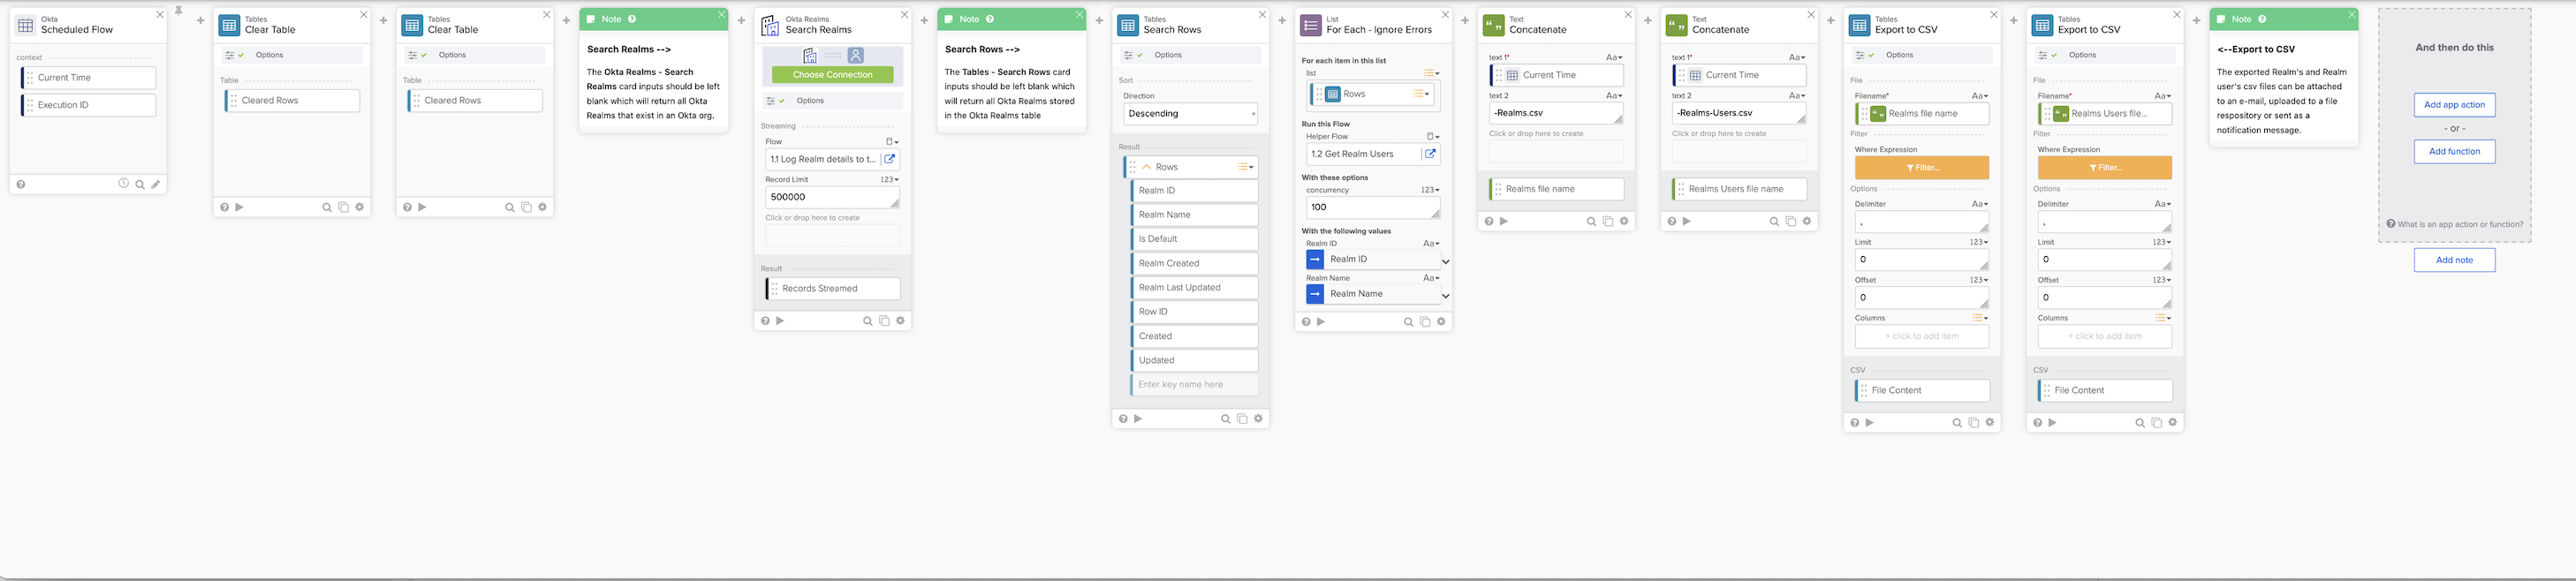 Okta
Scheduled Flow
context
Current Time
Execution ID
Tables
Clear Table
Options
Table
Cleared Rows
Tables
Clear Table
Options
Table
Cleared Rows
Note
Search Realms -->
The Okta Realms - Search
Realms card inputs should be left
blank which will return all Okta
Realms that exist in an Okta org.
Okta Realms
Search Realms
Choose Connection
Options
Streaming
Flow
1.1 Log Realm details to t...
Record Limit
123
500000
Click or drop here to create
Result
Records Streamed
Note
Search Rows -->
The Tables - Search Rows card
inputs should be left blank which
will return all Okta Realms stored
in the Okta Realms table
Tables
Search Rows
Options
Sort
Direction
Descending
Result
Rows
Realm ID
Realm Name
Is Default
Realm Created
Realm Last Updated
Row ID
Created
Updated
Enter key name here
List
For Each - Ignore Errors
For each item in this list
list
Rows
Run this Flow
Helper Flow
1.2 Get Realm Users
With these options
concurrency
123
100
With the following values
Realm ID
Aa
Realm ID
Realm Name
Aa
Realm Name
Text
Concatenate
text 1*
Aa
Current Time
text 2
Aa
-Realms.csv
Click or drop here to create
Realms file name
Text
Concatenate
text 1*
Aa
Current Time
text 2
Aa
-Realms-Users.csv
Click or drop here to create
Realms Users file name
Tables
Export to CSV
Options
File
Filename*
Aa
Realms file name
Filter
Where Expression
Filter...
Options
Delimiter
Aa
,
Limit
123
0
Offset
123
0
Columns
+ click to add item
CSV
File Content
Tables
Export to CSV
Options
File
Filename*
Aa
Realms Users file...
Filter
Where Expression
Filter...
Options
Delimiter
Aa
,
Limit
123
0
Offset
123
0
Columns
+ click to add item
CSV
File Content
Note
<--Export to CSV
The exported Realm's and Realm
user's csv files can be attached
to an e-mail, uploaded to a file
respository or sent as a
notification message.
And then do this
Add app action
- or -
Add function
What is an app action or function?
Add note